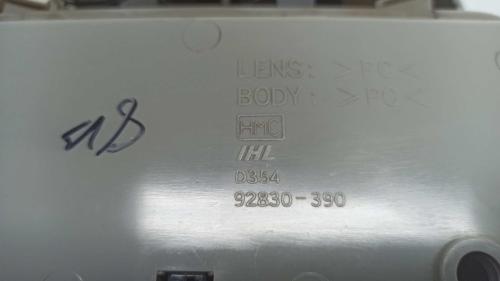 LENS: >PC<
BODY: >PC<
HMC
IHL
D354
92830-390